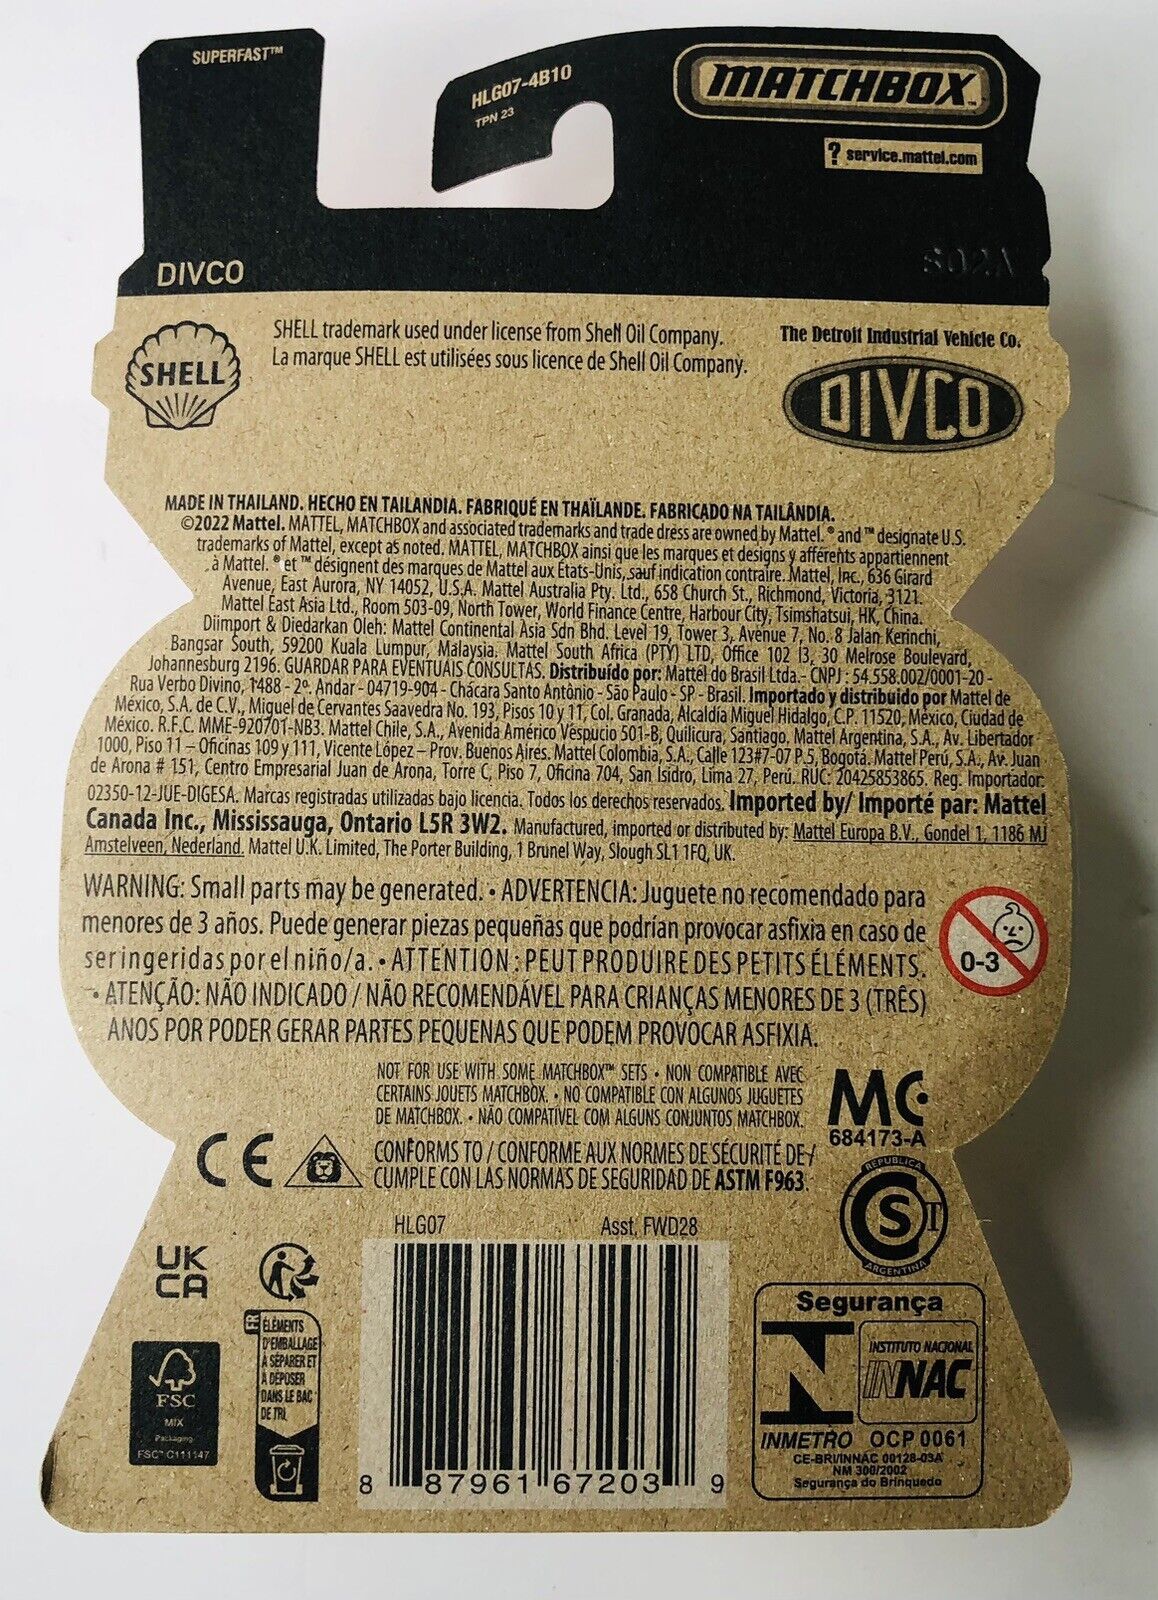 SUPERFAST™
HLG07-4B10
TPN 23
MATCHBOX™
? service.mattel.com
DIVCO
S02A
SHELL
SHELL trademark used under license from Shell Oil Company.
La marque SHELL est utilisées sous licence de Shell Oil Company.
The Detroit Industrial Vehicle Co.
DIVCO
MADE IN THAILAND. HECHO EN TAILANDIA. FABRIQUÉ EN THAÏLANDE. FABRICADO NA TAILÂNDIA.
©2022 Mattel. MATTEL, MATCHBOX and associated trademarks and trade dress are owned by Mattel. ® and ™ designate U.S.
trademarks of Mattel, except as noted. MATTEL, MATCHBOX ainsi que les marques et designs y afférents appartiennent
à Mattel. ® et ™ désignent des marques de Mattel aux États-Unis, sauf indication contraire. Mattel, Inc., 636 Girard
Avenue, East Aurora, NY 14052, U.S.A. Mattel Australia Pty. Ltd., 658 Church St., Richmond, Victoria, 3121.
Mattel East Asia Ltd., Room 503-09, North Tower, World Finance Centre, Harbour City, Tsimshatsui, HK, China.
Diimport & Diedarkan Oleh: Mattel Continental Asia Sdn Bhd. Level 19, Tower 3, Avenue 7, No. 8 Jalan Kerinchi,
Bangsar South, 59200 Kuala Lumpur, Malaysia. Mattel South Africa (PTY) LTD, Office 102 I3, 30 Melrose Boulevard,
Johannesburg 2196. GUARDAR PARA EVENTUAIS CONSULTAS. Distribuído por: Mattel do Brasil Ltda.- CNPJ : 54.558.002/0001-20 -
Rua Verbo Divino, 1488 - 2º. Andar - 04719-904 - Chácara Santo Antônio - São Paulo - SP - Brasil. Importado y distribuido por Mattel de
México, S.A. de C.V., Miguel de Cervantes Saavedra No. 193, Pisos 10 y 11, Col. Granada, Alcaldía Miguel Hidalgo, C.P. 11520, México, Ciudad de
México. R.F.C. MME-920701-NB3. Mattel Chile, S.A., Avenida Américo Vespucio 501-B, Quilicura, Santiago. Mattel Argentina, S.A., Av. Libertador
1000, Piso 11 – Oficinas 109 y 111, Vicente López – Prov. Buenos Aires. Mattel Colombia, S.A., Calle 123#7-07 P.5, Bogotá. Mattel Perú, S.A., Av. Juan
de Arona # 151, Centro Empresarial Juan de Arona, Torre C, Piso 7, Oficina 704, San Isidro, Lima 27, Perú. RUC: 20425853865. Reg. Importador:
02350-12-JUE-DIGESA. Marcas registradas utilizadas bajo licencia. Todos los derechos reservados. Imported by/ Importé par: Mattel
Canada Inc., Mississauga, Ontario L5R 3W2. Manufactured, imported or distributed by: Mattel Europa B.V., Gondel 1, 1186 MJ
Amstelveen, Nederland. Mattel U.K. Limited, The Porter Building, 1 Brunel Way, Slough SL1 1FQ, UK.
WARNING: Small parts may be generated. • ADVERTENCIA: Juguete no recomendado para
menores de 3 años. Puede generar piezas pequeñas que podrían provocar asfixia en caso de
ser ingeridas por el niño/a. • ATTENTION : PEUT PRODUIRE DES PETITS ÉLÉMENTS.
• ATENÇÃO: NÃO INDICADO / NÃO RECOMENDÁVEL PARA CRIANÇAS MENORES DE 3 (TRÊS)
ANOS POR PODER GERAR PARTES PEQUENAS QUE PODEM PROVOCAR ASFIXIA.
0-3
NOT FOR USE WITH SOME MATCHBOX™ SETS • NON COMPATIBLE AVEC
CERTAINS JOUETS MATCHBOX. • NO COMPATIBLE CON ALGUNOS JUGUETES
DE MATCHBOX. • NÃO COMPATÍVEL COM ALGUNS CONJUNTOS MATCHBOX.
MC
684173-A
CE
CONFORMS TO / CONFORME AUX NORMES DE SÉCURITÉ DE /
CUMPLE CON LAS NORMAS DE SEGURIDAD DE ASTM F963.
REPUBLICA
S T
ARGENTINA
HLG07
Asst. FWD28
UK
CA
FR
ÉLÉMENTS
D'EMBALLAGE
À SÉPARER ET
À DÉPOSER
DANS LE BAC
DE TRI
FSC
MIX
Packaging
FSC® C111147
8 87961 67203 9
Segurança
INSTITUTO NACIONAL
INNAC
INMETRO OCP 0061
CE-BRI/INNAC 00128-03A
NM 300/2002
Segurança do Brinquedo